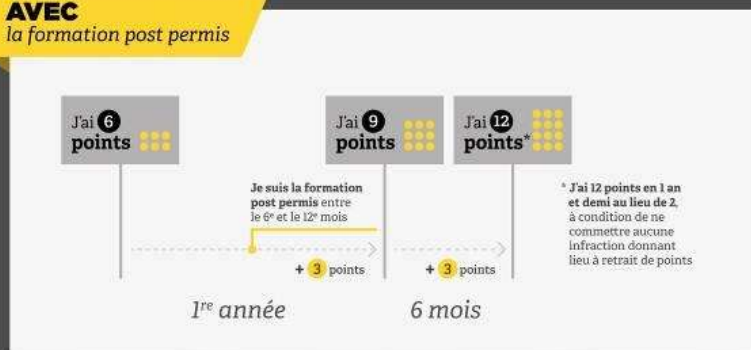 AVEC
la formation post permis
J'ai 6
points
J'ai 9
points
J'ai 12
points*
Je suis la formation
post permis entre
le 6e et le 12e mois
* J'ai 12 points en 1 an
et demi au lieu de 2,
à condition de ne
commettre aucune
infraction donnant
lieu à retrait de points
+ 3 points
+ 3 points
1re année
6 mois